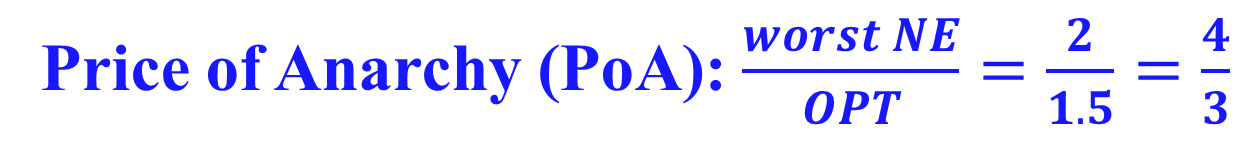 Price of Anarchy (PoA): worst NE / OPT = 2 / 1.5 = 4 / 3